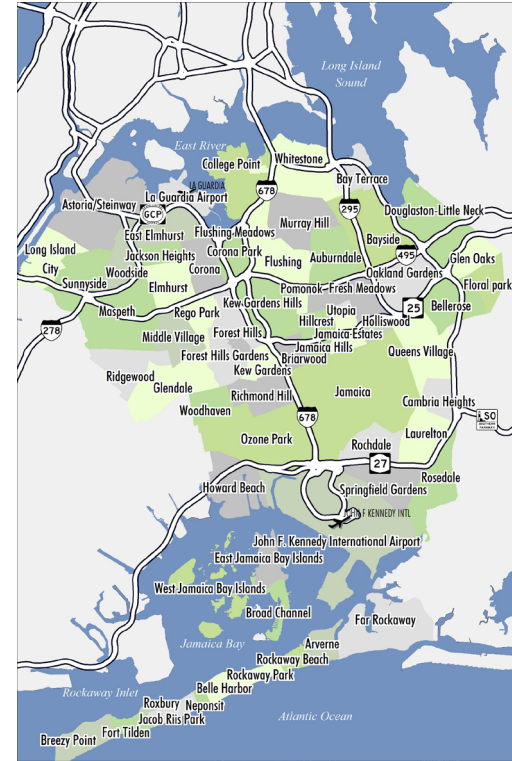 Long Island
Sound
East River
College Point
Whitestone
LA GUARDIA
678
Bay Terrace
La Guardia Airport
Astoria/Steinway
GCP
295
Douglaston-Little Neck
Murray Hill
East Elmhurst
Flushing-Meadows
Corona Park
Bayside
495
Long Island
City
Jackson Heights
Auburndale
Glen Oaks
Woodside
Corona
Flushing
Oakland Gardens
Sunnyside
Elmhurst
Pomonok
Fresh Meadows
Floral park
Maspeth
Rego Park
Kew Gardens Hills
Utopia
25
Bellerose
278
Hillcrest
Holliswood
Middle Village
Forest Hills
Jamaica Estates
Jamaica Hills
Queens Village
Forest Hills Gardens
Briarwood
Kew Gardens
Ridgewood
Glendale
Richmond Hill
Jamaica
Cambria Heights
Woodhaven
678
SO
Ozone Park
Rochdale
Laurelton
27
Rosedale
Howard Beach
Springfield Gardens
JOHN F KENNEDY INTL
John F. Kennedy International Airport
East Jamaica Bay Islands
West Jamaica Bay Islands
Broad Channel
Far Rockaway
Jamaica Bay
Arverne
Rockaway Beach
Rockaway Park
Rockaway Inlet
Belle Harbor
Roxbury
Neponsit
Jacob Riis Park
Atlantic Ocean
Fort Tilden
Breezy Point